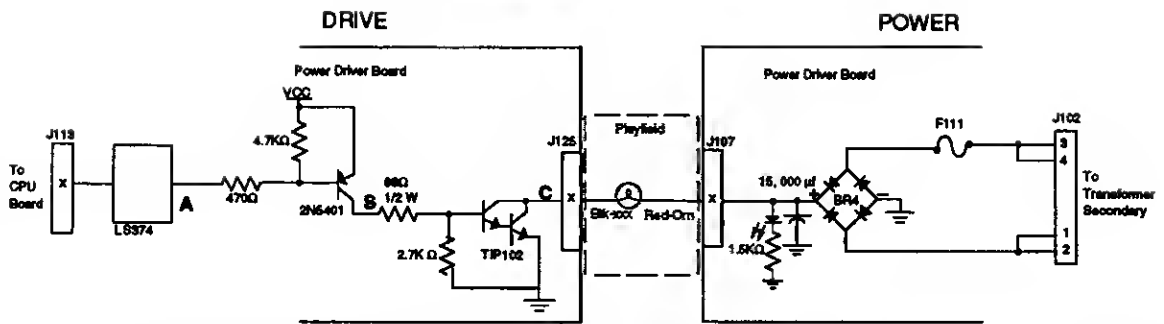 DRIVE
POWER
Power Driver Board
Power Driver Board
VCC
J113
4.7KΩ
J125
Playfield
J107
F111
J102
3
4
To
CPU
Board
X
A
470Ω
2N5401
S
1/2 W
C
X
Blk-xxx
Red-Orn
X
15,000 µf
+
BR4
-
To
Transformer
Secondary
LS374
2.7K Ω
TIP102
1.5KΩ
1
2